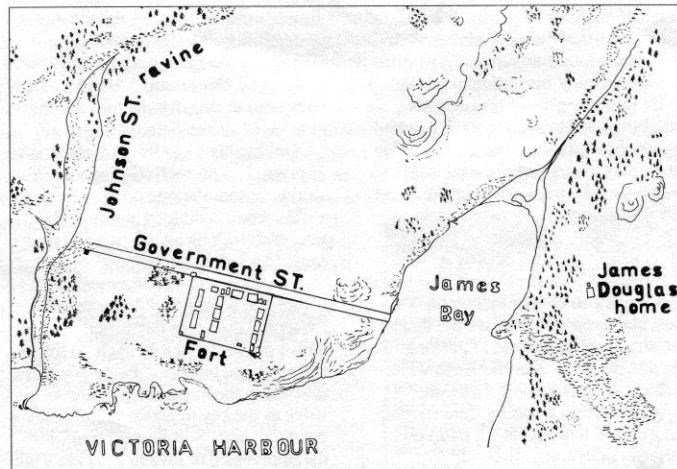 Johnson ST. ravine
Government ST.
Fort
James
Bay
James
Douglas
home
VICTORIA HARBOUR